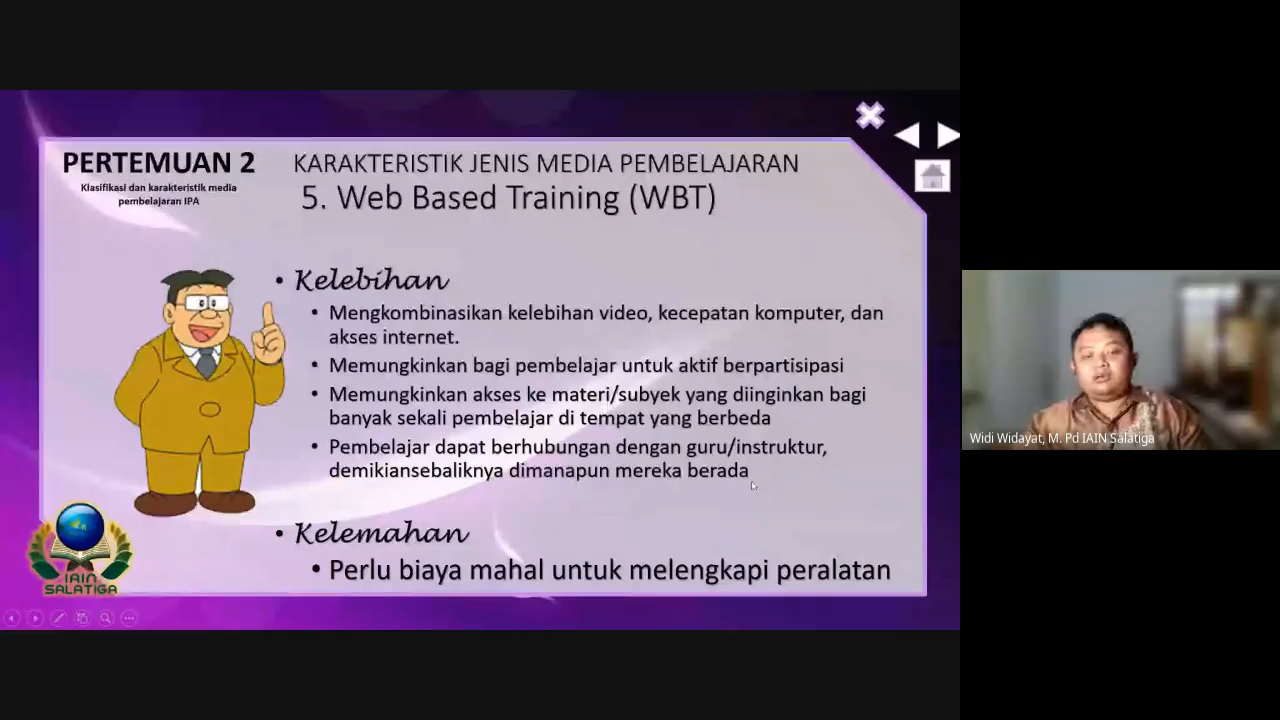 PERTEMUAN 2
Klasifikasi dan karakteristik media
pembelajaran IPA
KARAKTERISTIK JENIS MEDIA PEMBELAJARAN
5. Web Based Training (WBT)
• Kelebihan
• Mengkombinasikan kelebihan video, kecepatan komputer, dan
akses internet.
• Memungkinkan bagi pembelajar untuk aktif berpartisipasi
• Memungkinkan akses ke materi/subyek yang diinginkan bagi
banyak sekali pembelajar di tempat yang berbeda
• Pembelajar dapat berhubungan dengan guru/instruktur,
demikiansebaliknya dimanapun mereka berada
• Kelemahan
• Perlu biaya mahal untuk melengkapi peralatan
IAIN
SALATIGA
Widi Widayat, M. Pd IAIN Salatiga